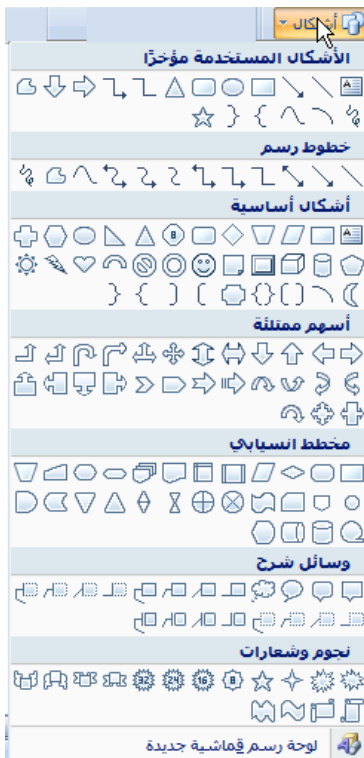 أشكال
الأشكال المستخدمة مؤخرًا
خطوط رسم
أشكال أساسية
أسهم ممتلئة
مخطط انسيابي
وسائل شرح
نجوم وشعارات
لوحة رسم قماشية جديدة